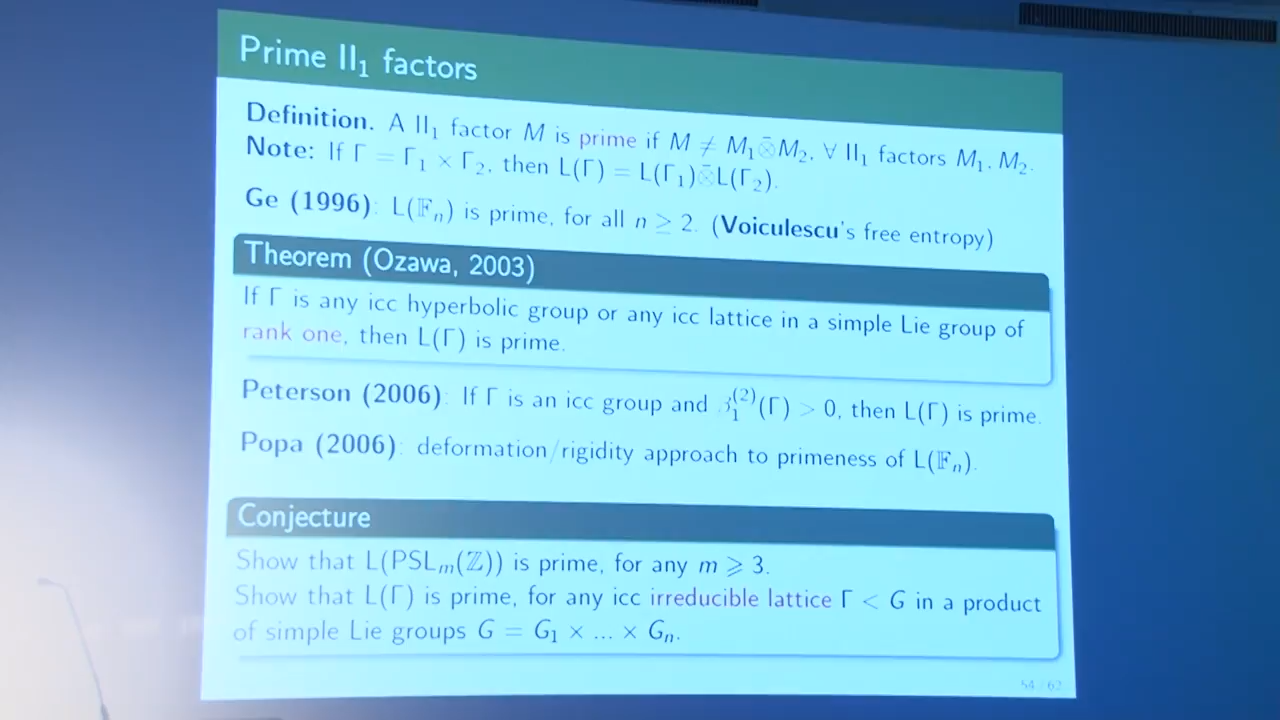 Prime II₁ factors
Definition. A II₁ factor M is prime if M ≠ M₁⊗̄M₂, ∀ II₁ factors M₁, M₂.
Note: If Γ = Γ₁ × Γ₂, then L(Γ) = L(Γ₁)⊗̄L(Γ₂).
Ge (1996): L(𝔽ₙ) is prime, for all n ≥ 2. (Voiculescu's free entropy)
Theorem (Ozawa, 2003)
If Γ is any icc hyperbolic group or any icc lattice in a simple Lie group of
rank one, then L(Γ) is prime.
Peterson (2006): If Γ is an icc group and β₁⁽²⁾(Γ) > 0, then L(Γ) is prime.
Popa (2006): deformation/rigidity approach to primeness of L(𝔽ₙ).
Conjecture
Show that L(PSLₘ(ℤ)) is prime, for any m ⩾ 3.
Show that L(Γ) is prime, for any icc irreducible lattice Γ < G in a product
of simple Lie groups G = G₁ × ... × Gₙ.
54 / 62